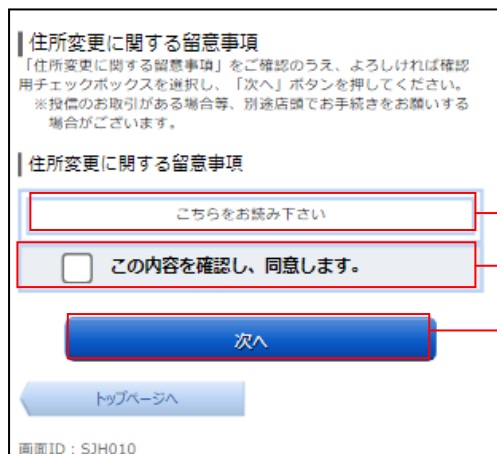 住所変更に関する留意事項
「住所変更に関する留意事項」をご確認のうえ、よろしければ確認
用チェックボックスを選択し、「次へ」ボタンを押してください。
※投信のお取引がある場合等、別途店頭でお手続きをお願いする
場合がございます。
住所変更に関する留意事項
こちらをお読み下さい
この内容を確認し、同意します。
次へ
トップページへ
画面ID：SJH010